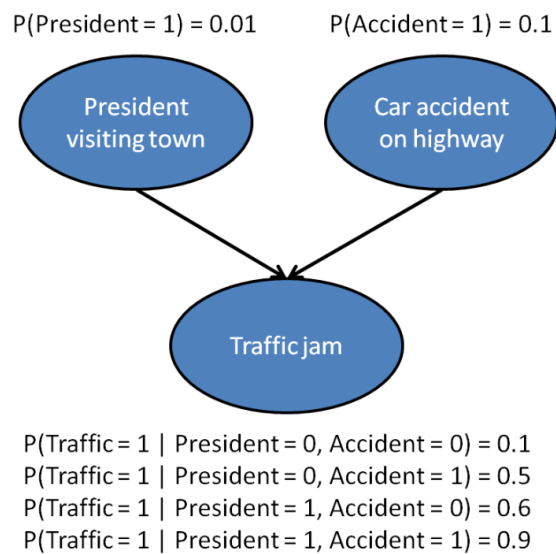 P(President = 1) = 0.01
P(Accident = 1) = 0.1
President
visiting town
Car accident
on highway
Traffic jam
P(Traffic = 1 | President = 0, Accident = 0) = 0.1
P(Traffic = 1 | President = 0, Accident = 1) = 0.5
P(Traffic = 1 | President = 1, Accident = 0) = 0.6
P(Traffic = 1 | President = 1, Accident = 1) = 0.9